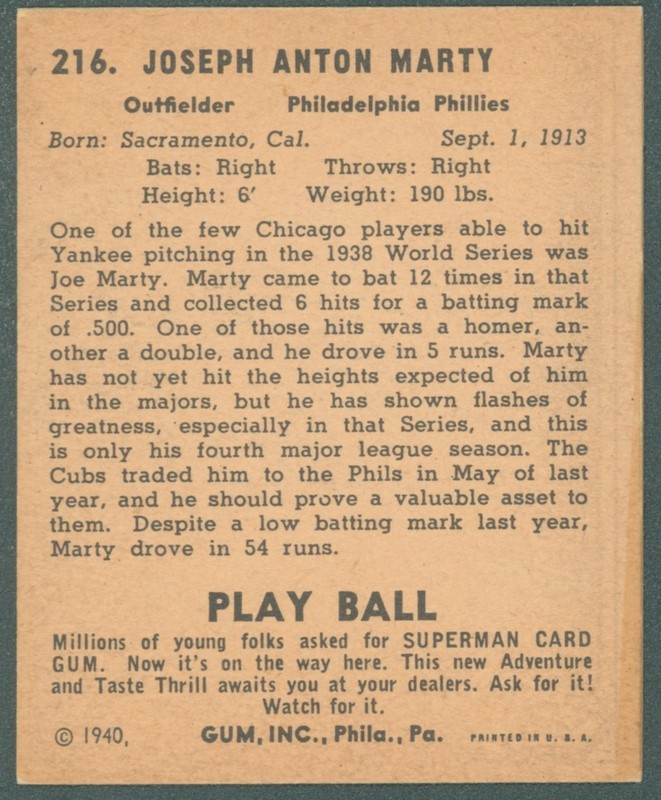 216. JOSEPH ANTON MARTY
Outfielder Philadelphia Phillies
Born: Sacramento, Cal. Sept. 1, 1913
Bats: Right Throws: Right
Height: 6′ Weight: 190 lbs.
One of the few Chicago players able to hit
Yankee pitching in the 1938 World Series was
Joe Marty. Marty came to bat 12 times in that
Series and collected 6 hits for a batting mark
of .500. One of those hits was a homer, an-
other a double, and he drove in 5 runs. Marty
has not yet hit the heights expected of him
in the majors, but he has shown flashes of
greatness, especially in that Series, and this
is only his fourth major league season. The
Cubs traded him to the Phils in May of last
year, and he should prove a valuable asset to
them. Despite a low batting mark last year,
Marty drove in 54 runs.
PLAY BALL
Millions of young folks asked for SUPERMAN CARD
GUM. Now it's on the way here. This new Adventure
and Taste Thrill awaits you at your dealers. Ask for it!
Watch for it.
© 1940, GUM, INC., Phila., Pa. PRINTED IN U. S. A.